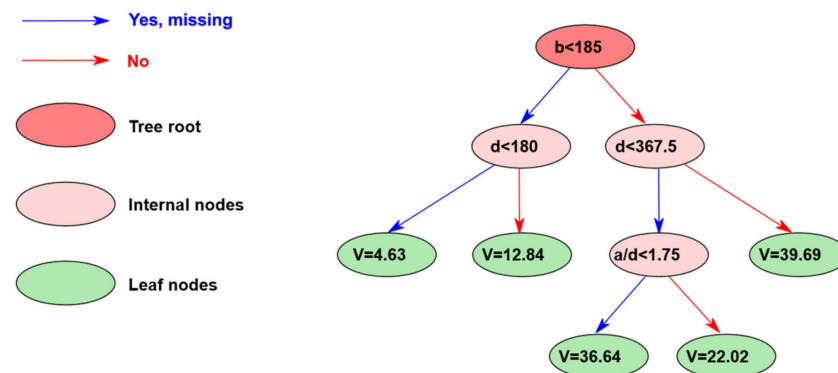 Yes, missing
No
Tree root
Internal nodes
Leaf nodes
b<185
d<180
d<367.5
V=4.63
V=12.84
a/d<1.75
V=39.69
V=36.64
V=22.02